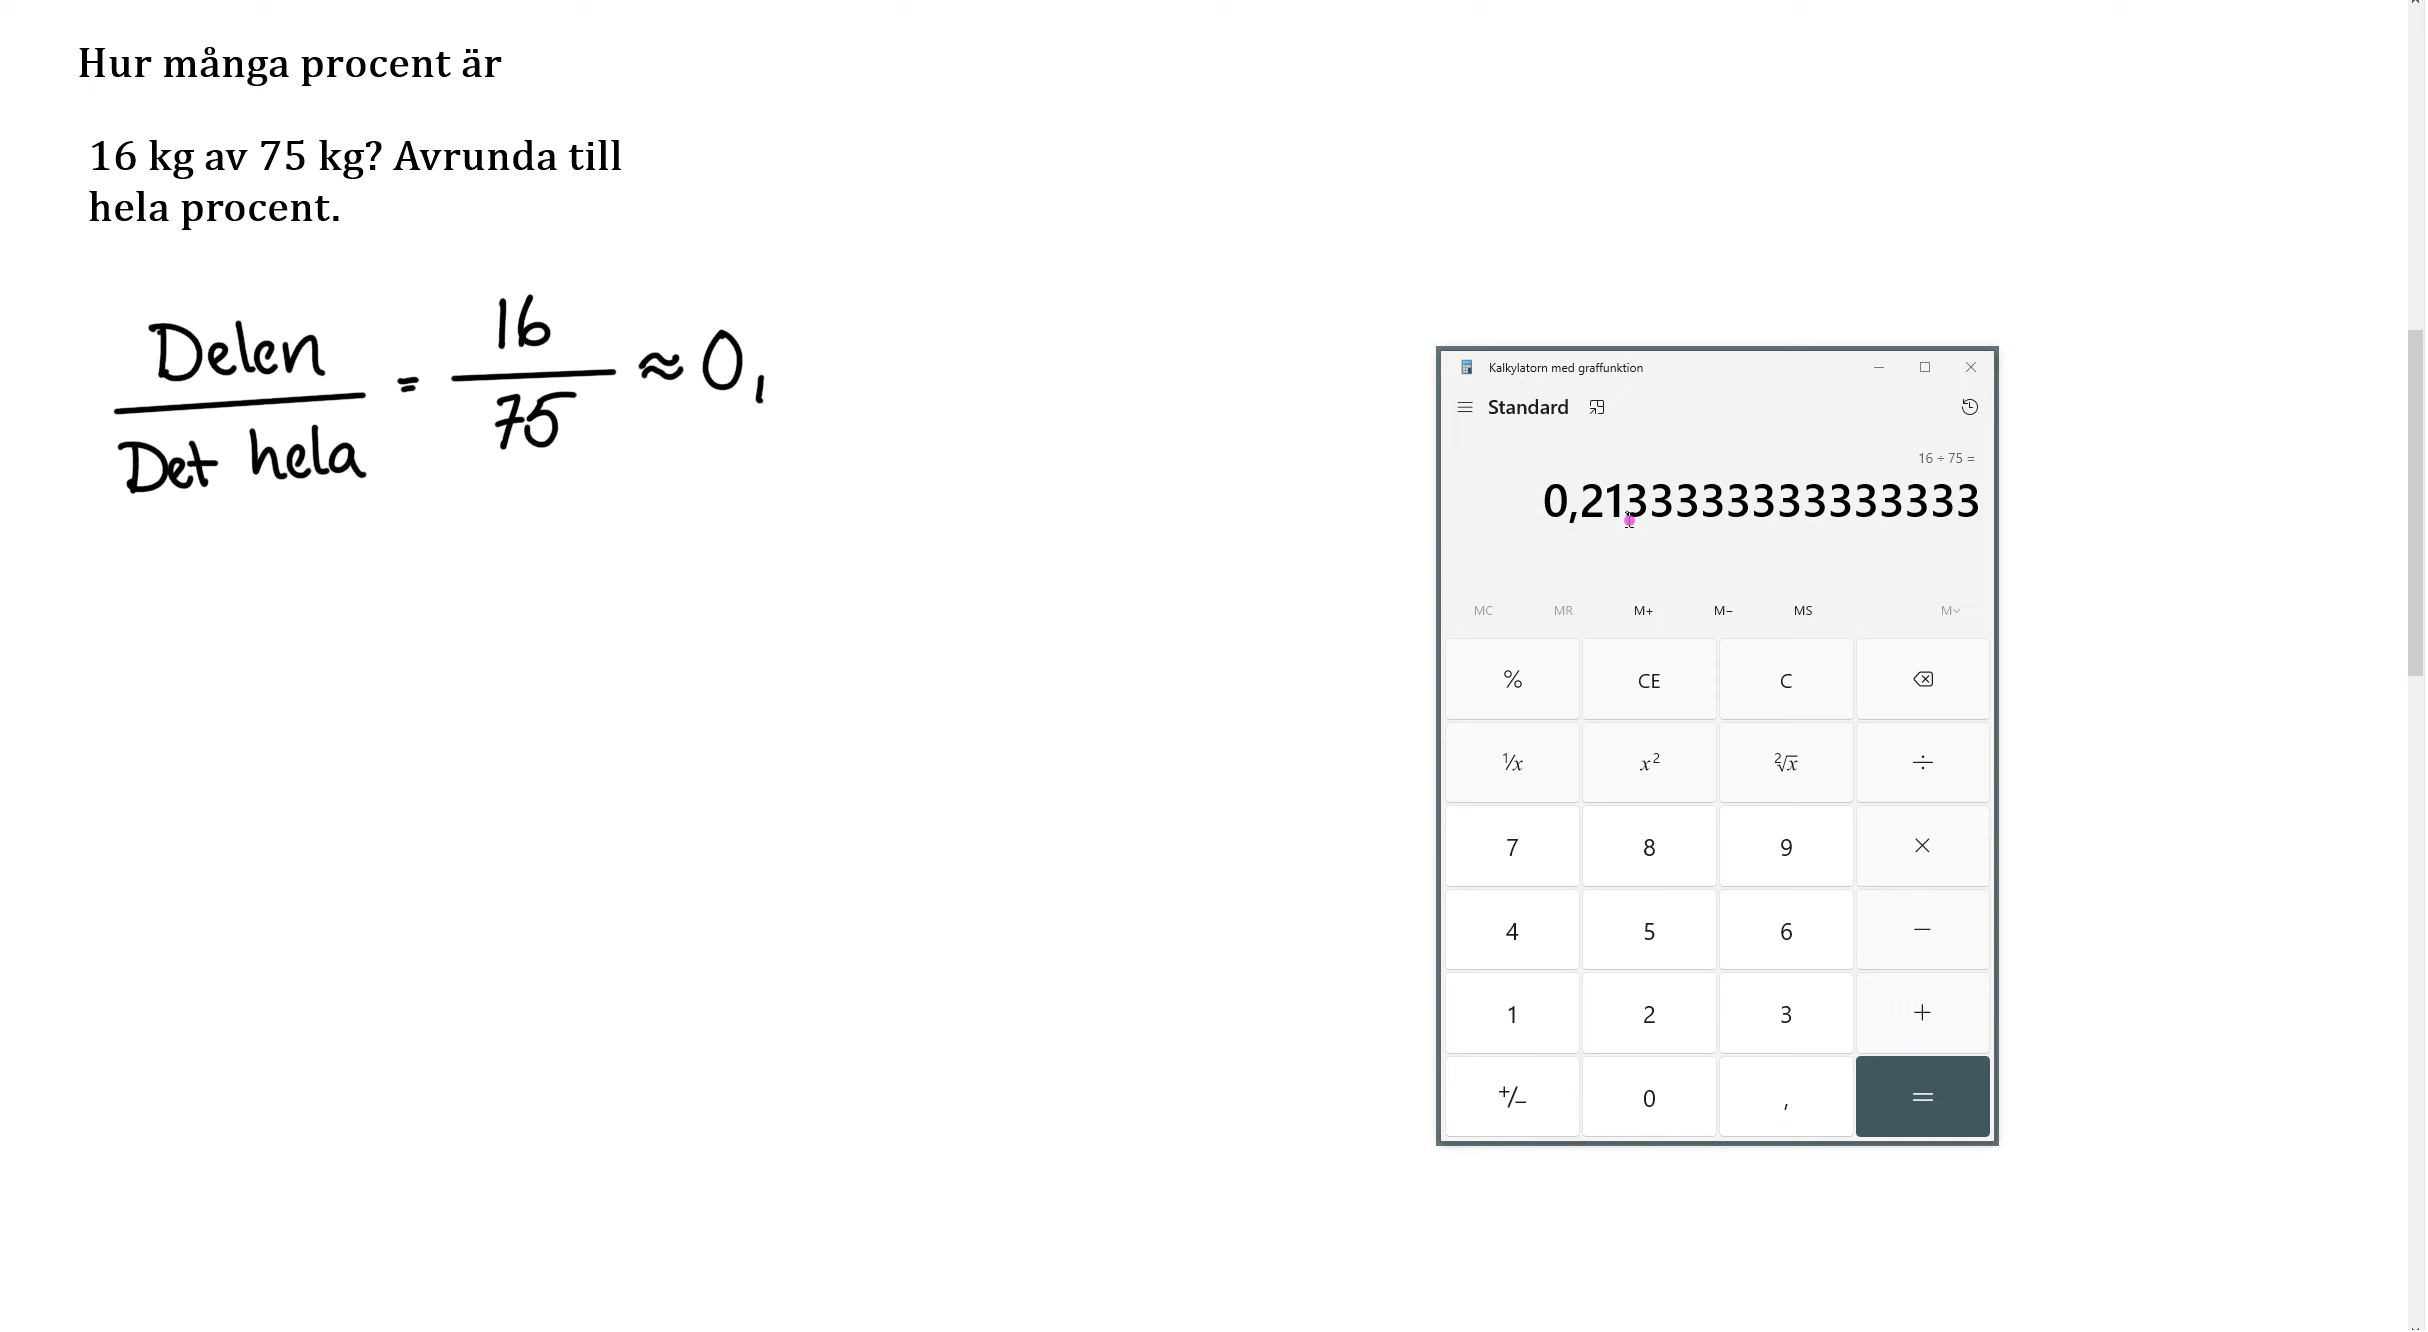 Hur många procent är
16 kg av 75 kg? Avrunda till
hela procent.
Delen
Det hela
=
16
75
≈ 0,
Kalkylatorn med graffunktion
Standard
16 ÷ 75 =
0,2133333333333333
MC MR M+ M− MS M
% CE C
¹/x x² ²√x ÷
7 8 9 ×
4 5 6 −
1 2 3 +
+/− 0 , =